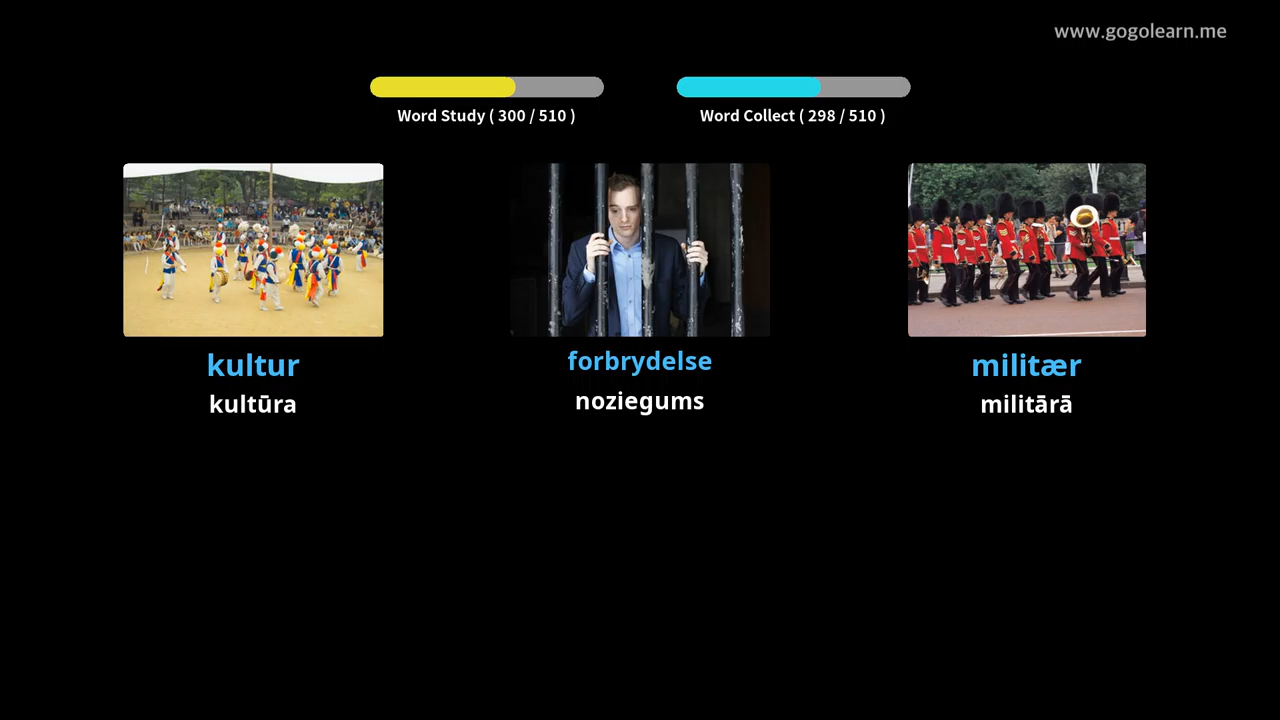 www.gogolearn.me
Word Study ( 300 / 510 )
Word Collect ( 298 / 510 )
kultur
kultūra
forbrydelse
noziegums
militær
militārā